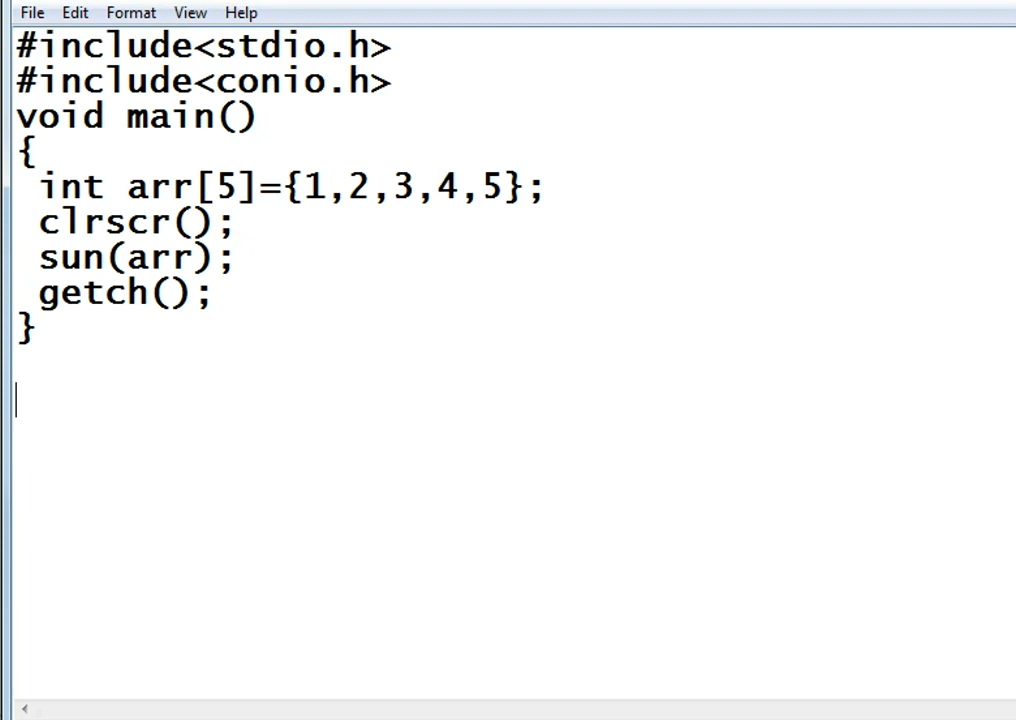 File Edit Format View Help
#include<stdio.h>
#include<conio.h>
void main()
{
 int arr[5]={1,2,3,4,5};
 clrscr();
 sun(arr);
 getch();
}